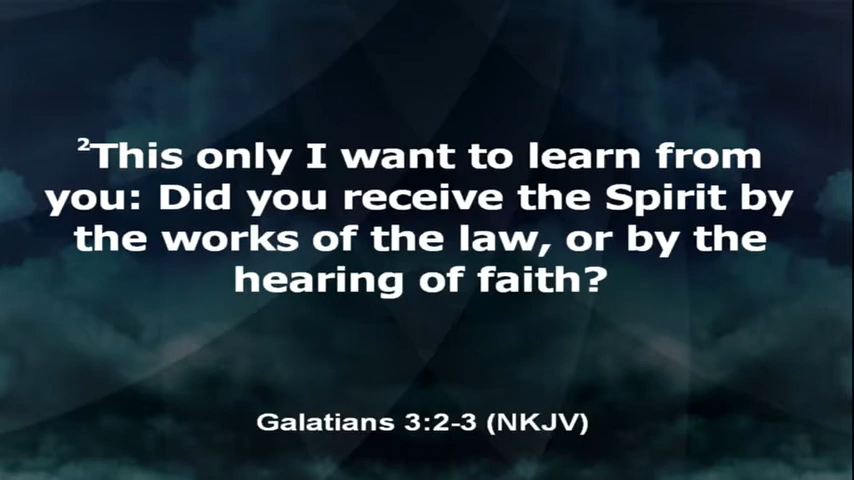 ²This only I want to learn from
you: Did you receive the Spirit by
the works of the law, or by the
hearing of faith?
Galatians 3:2-3 (NKJV)